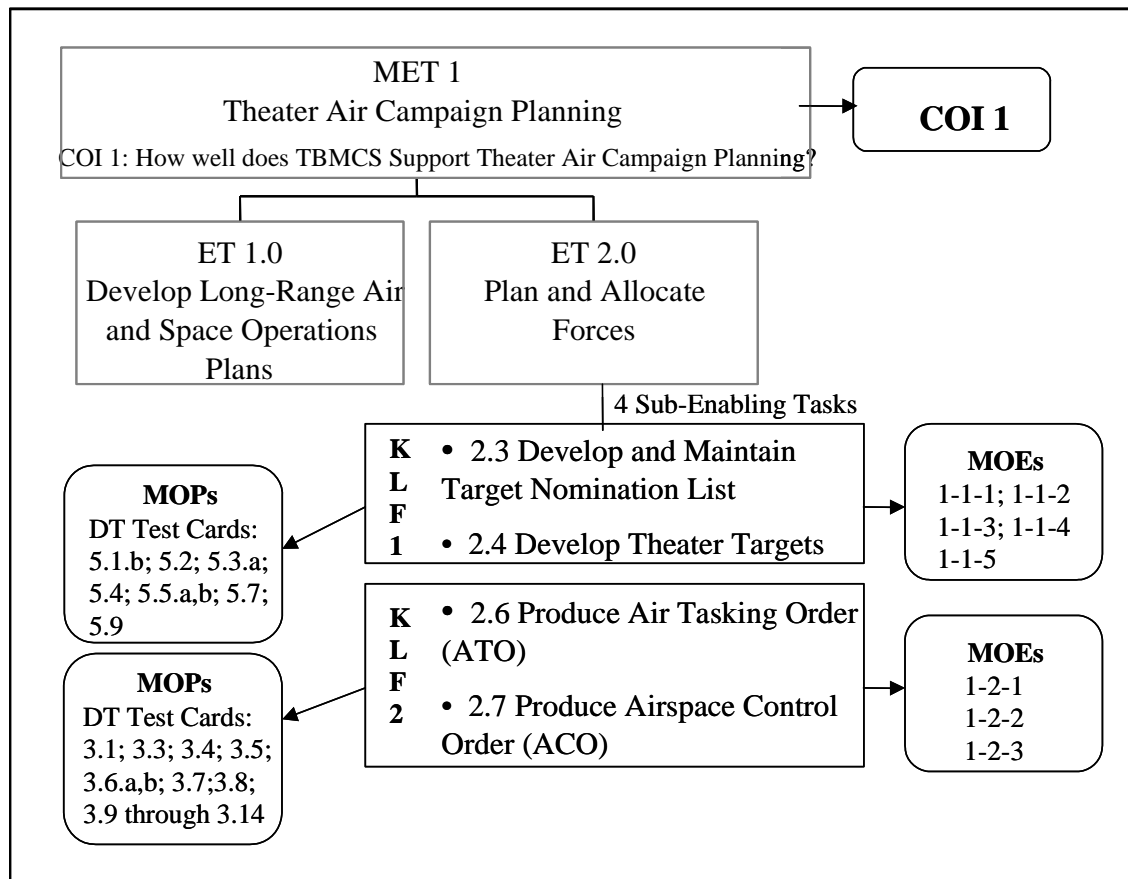 MET 1
Theater Air Campaign Planning
COI 1: How well does TBMCS Support Theater Air Campaign Planning?
COI 1
ET 1.0
Develop Long-Range Air
and Space Operations
Plans
ET 2.0
Plan and Allocate
Forces
4 Sub-Enabling Tasks
K
L
F
1
• 2.3 Develop and Maintain
Target Nomination List
• 2.4 Develop Theater Targets
MOEs
1-1-1; 1-1-2
1-1-3; 1-1-4
1-1-5
MOPs
DT Test Cards:
5.1.b; 5.2; 5.3.a;
5.4; 5.5.a,b; 5.7;
5.9
K
L
F
2
• 2.6 Produce Air Tasking Order
(ATO)
• 2.7 Produce Airspace Control
Order (ACO)
MOEs
1-2-1
1-2-2
1-2-3
MOPs
DT Test Cards:
3.1; 3.3; 3.4; 3.5;
3.6.a,b; 3.7;3.8;
3.9 through 3.14